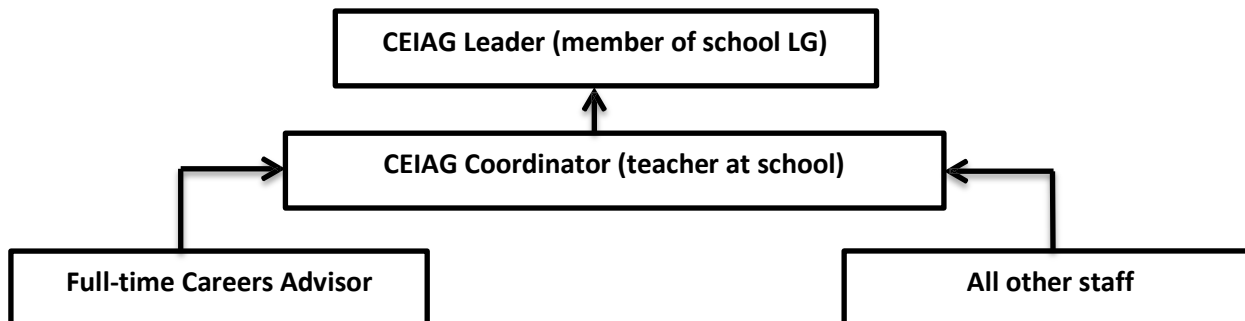 CEIAG Leader (member of school LG)
CEIAG Coordinator (teacher at school)
Full-time Careers Advisor
All other staff